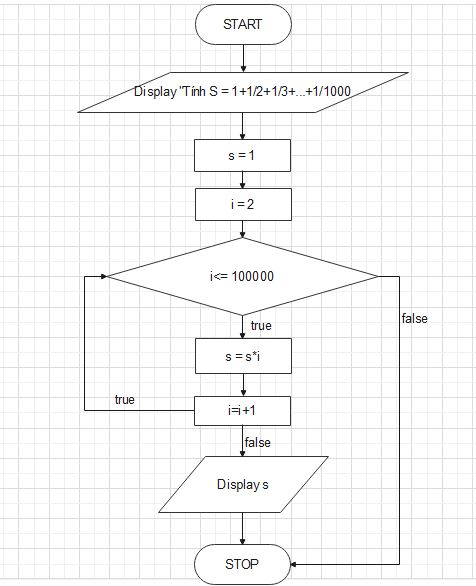 START
Display "Tính S = 1+1/2+1/3+...+1/1000
s = 1
i = 2
i<= 100000
false
true
s = s*i
true
i=i+1
false
Display s
STOP